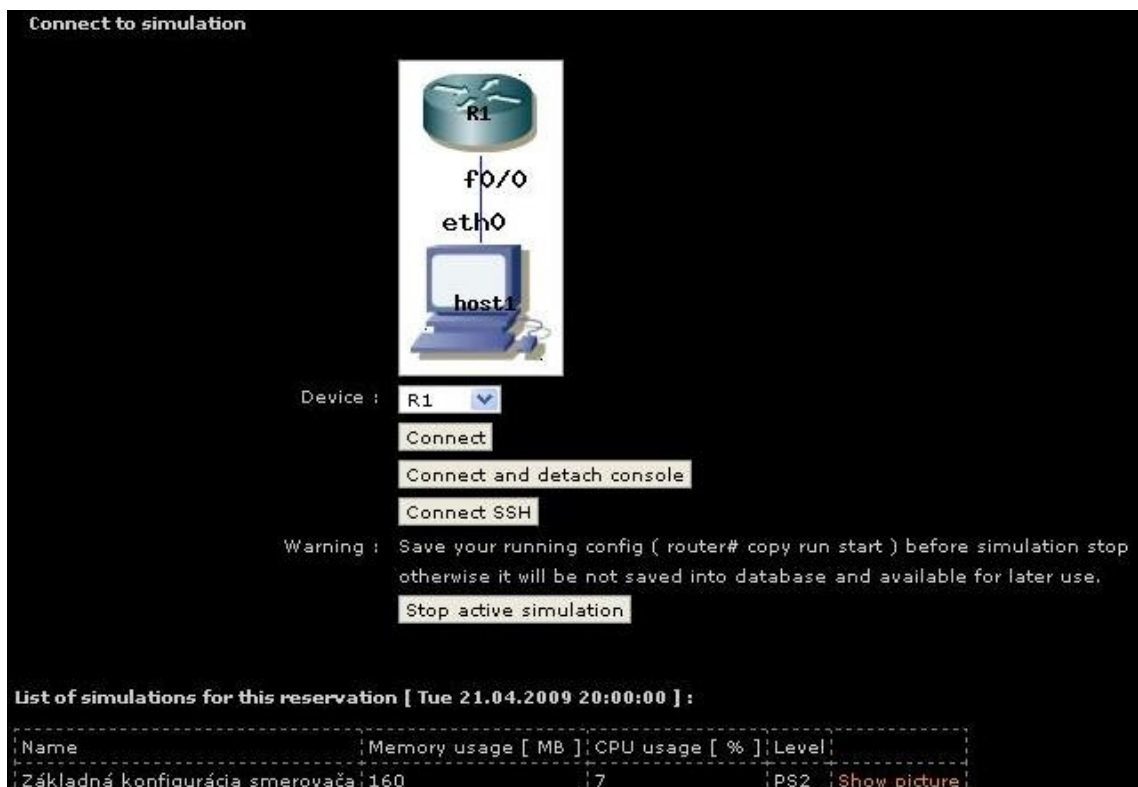 Connect to simulation
R1
f0/0
eth0
host1
Device : R1
Connect
Connect and detach console
Connect SSH
Warning : Save your running config ( router# copy run start ) before simulation stop
otherwise it will be not saved into database and available for later use.
Stop active simulation
List of simulations for this reservation [ Tue 21.04.2009 20:00:00 ] :
Name Memory usage [ MB ] CPU usage [ % ] Level
Základná konfigurácia smerovača 160 7 PS2 Show picture